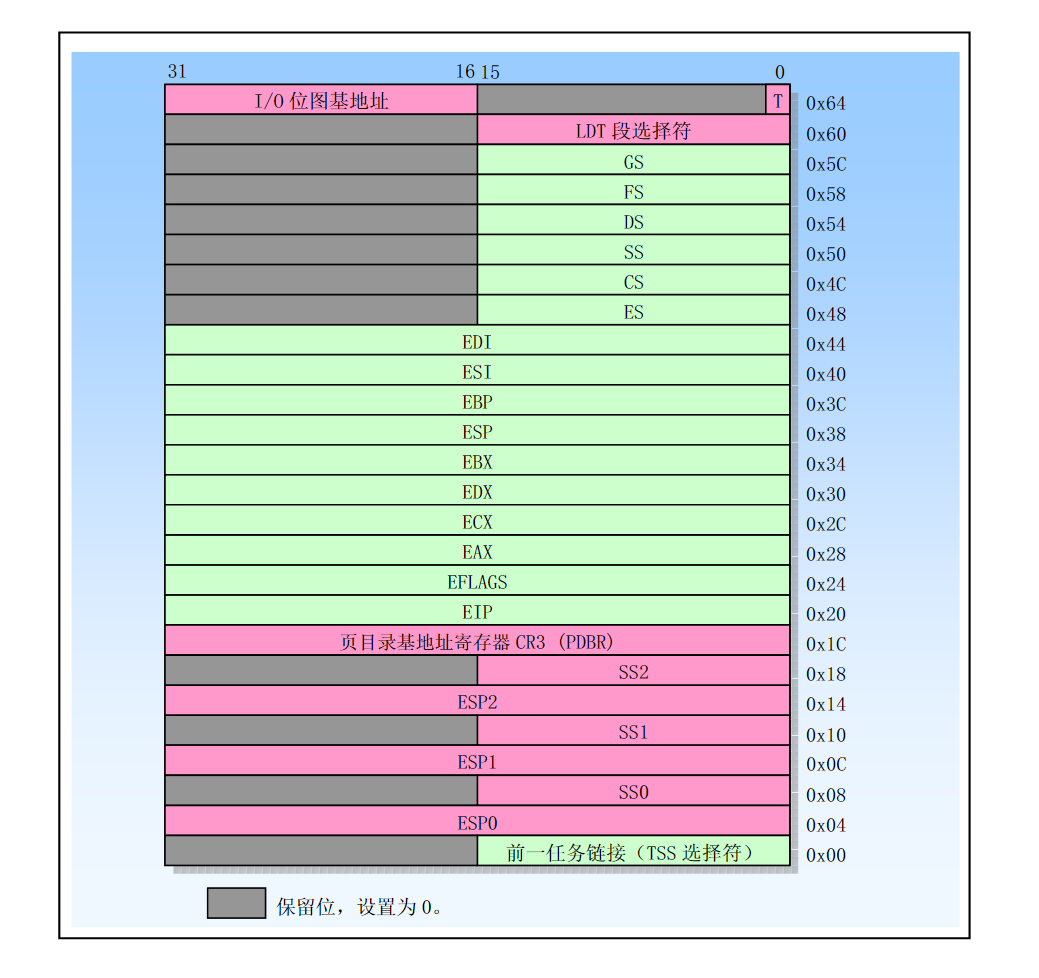 31 16 15 0
I/O 位图基地址 T 0x64
LDT 段选择符 0x60
GS 0x5C
FS 0x58
DS 0x54
SS 0x50
CS 0x4C
ES 0x48
EDI 0x44
ESI 0x40
EBP 0x3C
ESP 0x38
EBX 0x34
EDX 0x30
ECX 0x2C
EAX 0x28
EFLAGS 0x24
EIP 0x20
页目录基地址寄存器 CR3 (PDBR) 0x1C
SS2 0x18
ESP2 0x14
SS1 0x10
ESP1 0x0C
SS0 0x08
ESP0 0x04
前一任务链接（TSS 选择符） 0x00
保留位，设置为 0。